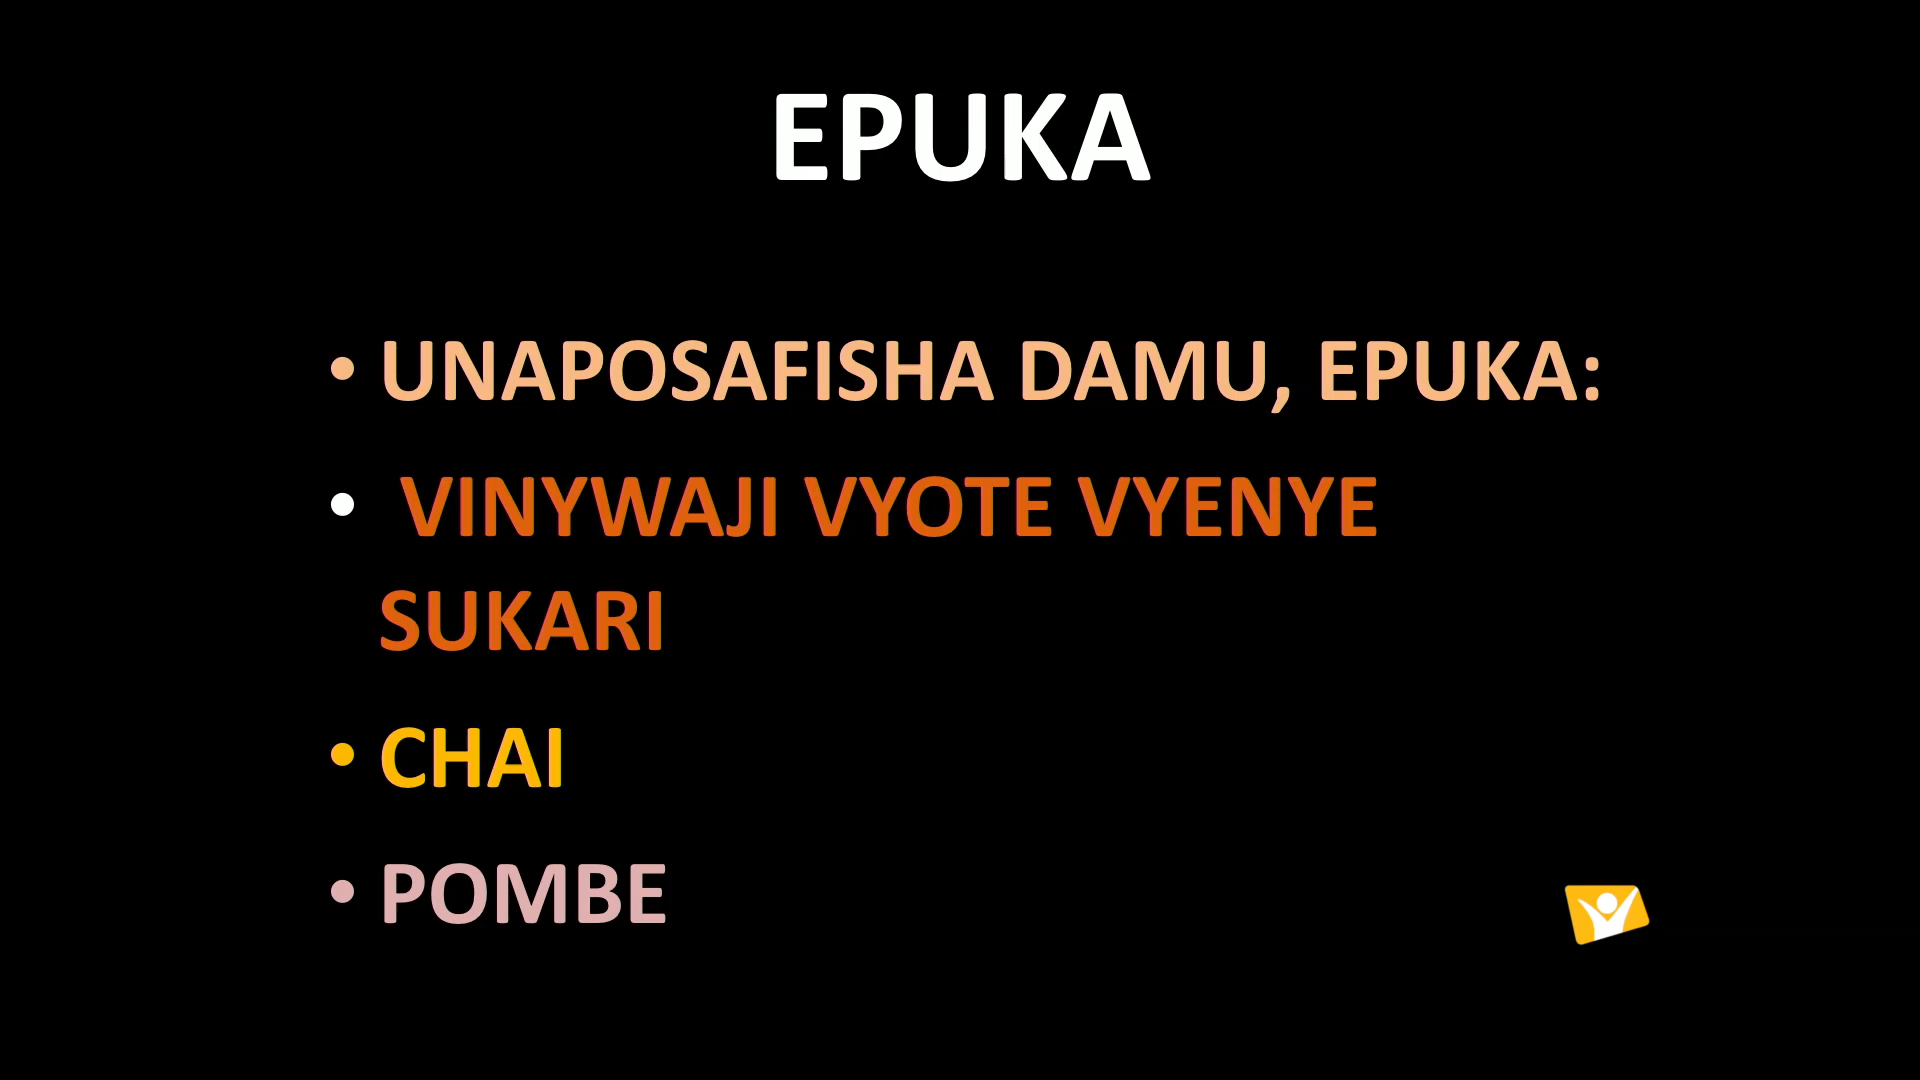 EPUKA
• UNAPOSAFISHA DAMU, EPUKA:
• VINYWAJI VYOTE VYENYE
SUKARI
• CHAI
• POMBE